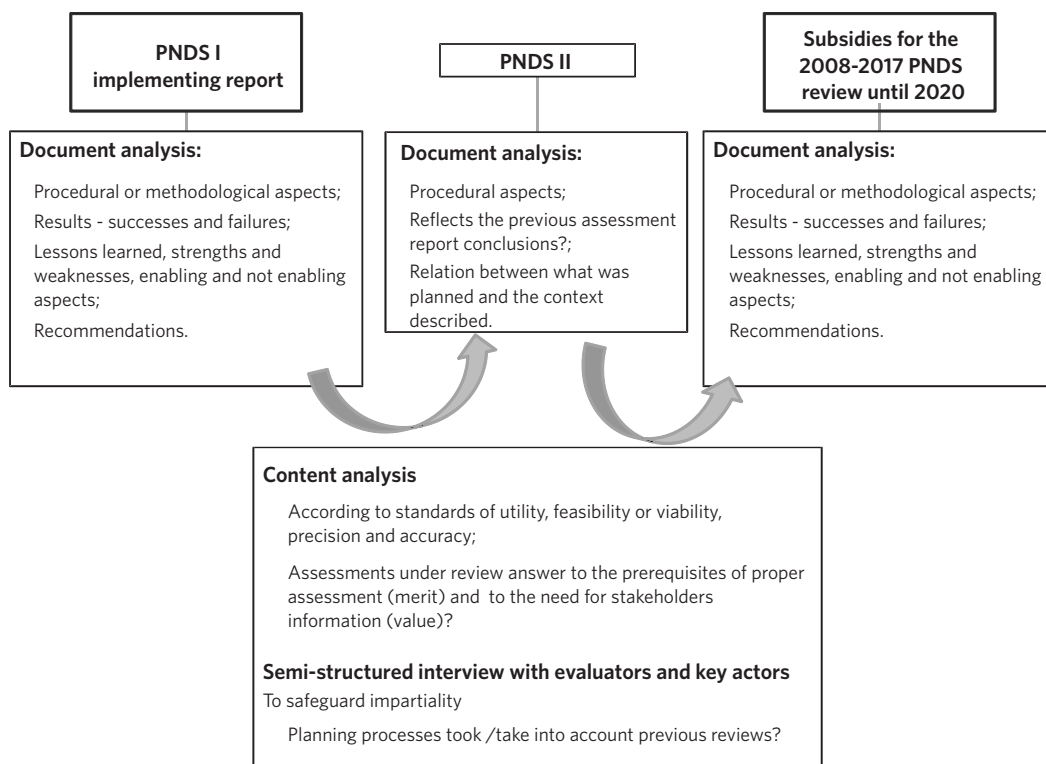 PNDS I
implementing report
PNDS II
Subsidies for the
2008-2017 PNDS
review until 2020
Document analysis:
Procedural or methodological aspects;
Results - successes and failures;
Lessons learned, strengths and
weaknesses, enabling and not enabling
aspects;
Recommendations.
Document analysis:
Procedural aspects;
Reflects the previous assessment
report conclusions?;
Relation between what was
planned and the context
described.
Document analysis:
Procedural or methodological aspects;
Results - successes and failures;
Lessons learned, strengths and
weaknesses, enabling and not enabling
aspects;
Recommendations.
Content analysis
According to standards of utility, feasibility or viability,
precision and accuracy;
Assessments under review answer to the prerequisites of proper
assessment (merit) and to the need for stakeholders
information (value)?
Semi-structured interview with evaluators and key actors
To safeguard impartiality
Planning processes took /take into account previous reviews?